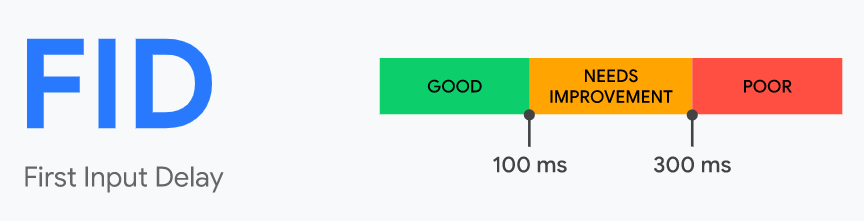 FID
First Input Delay
GOOD
NEEDS
IMPROVEMENT
POOR
100 ms
300 ms